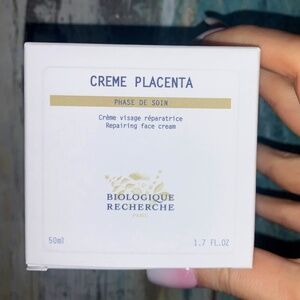 CREME PLACENTA
PHASE DE SOIN
Crème visage réparatrice
Repairing face cream
BIOLOGIQUE
RECHERCHE
PARIS
50ml
1.7 FL.OZ